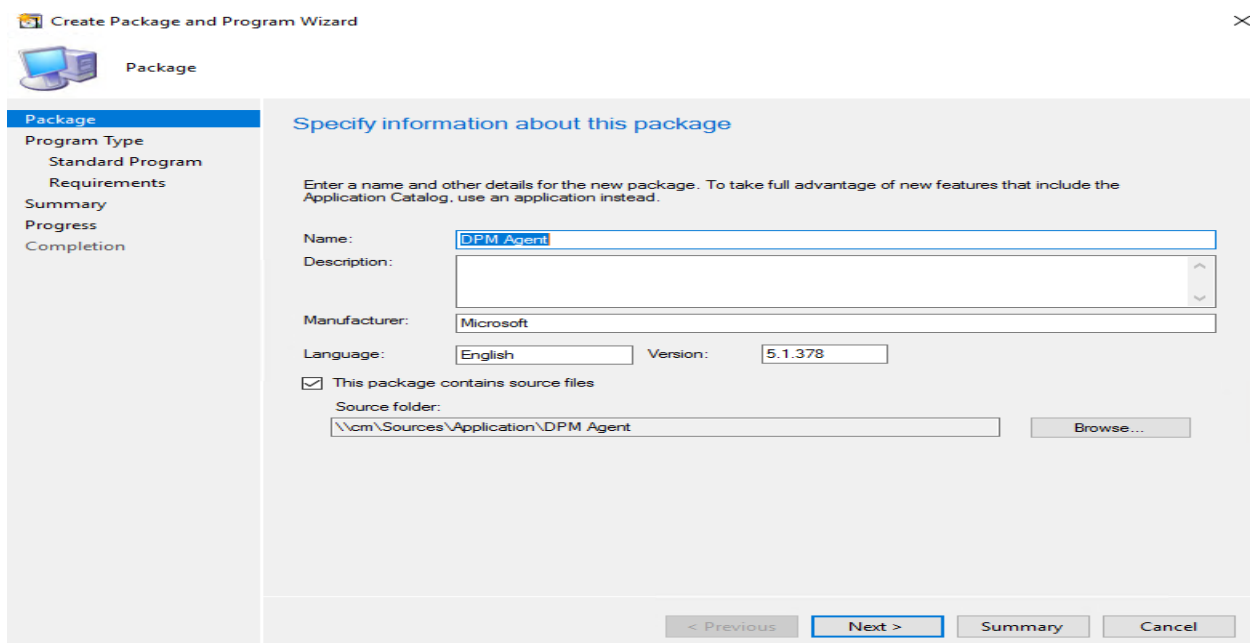 Create Package and Program Wizard
Package
Package
Program Type
Standard Program
Requirements
Summary
Progress
Completion
Specify information about this package
Enter a name and other details for the new package. To take full advantage of new features that include the
Application Catalog, use an application instead.
Name: DPM Agent
Description:
Manufacturer: Microsoft
Language: English Version: 5.1.378
This package contains source files
Source folder:
\\cm\Sources\Application\DPM Agent Browse...
< Previous Next > Summary Cancel